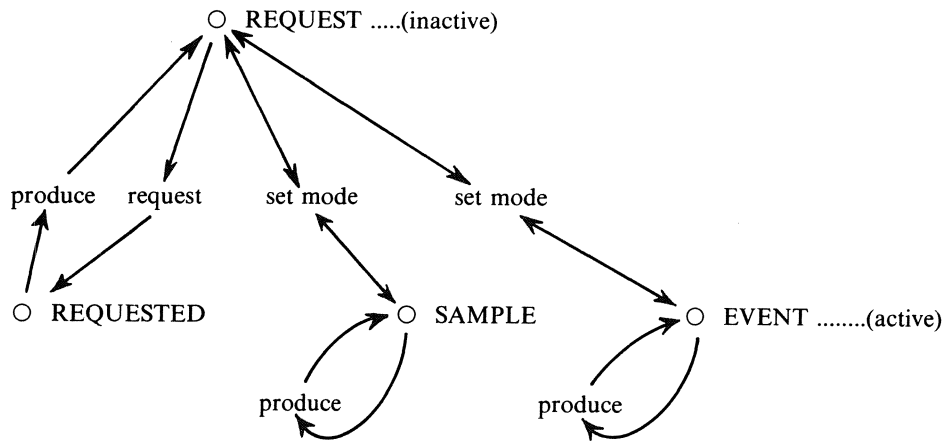 REQUEST .....(inactive)
produce request set mode set mode
REQUESTED
SAMPLE
EVENT ........(active)
produce
produce